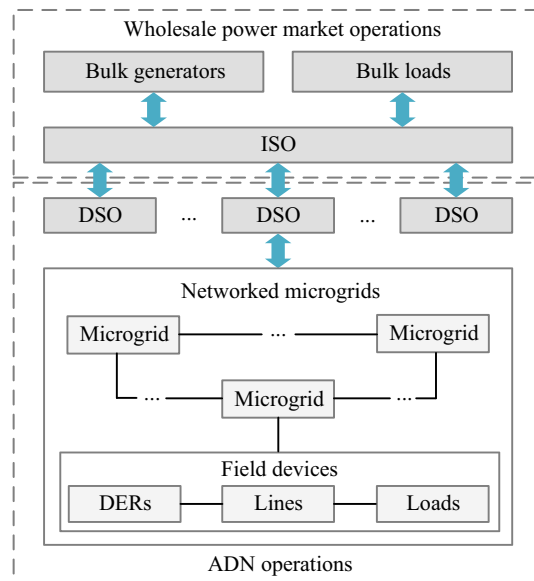 Wholesale power market operations
Bulk generators
Bulk loads
ISO
DSO ... DSO ... DSO
Networked microgrids
Microgrid ... Microgrid
... Microgrid ...
Field devices
DERs Lines Loads
ADN operations